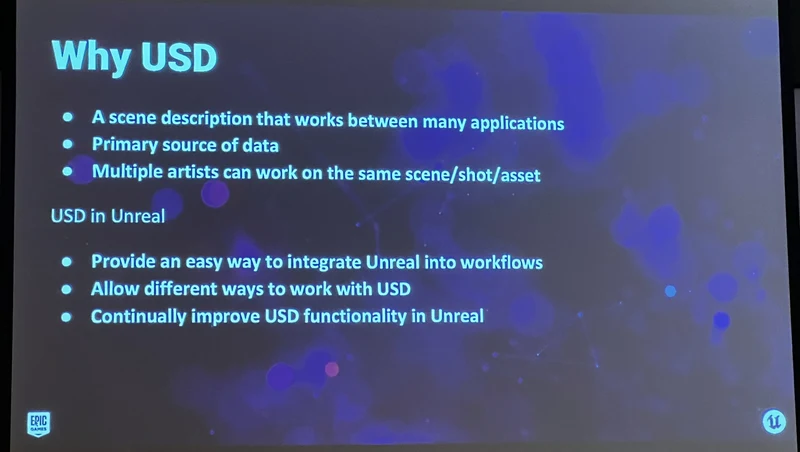 Why USD
• A scene description that works between many applications
• Primary source of data
• Multiple artists can work on the same scene/shot/asset
USD in Unreal
• Provide an easy way to integrate Unreal into workflows
• Allow different ways to work with USD
• Continually improve USD functionality in Unreal
EPIC
GAMES